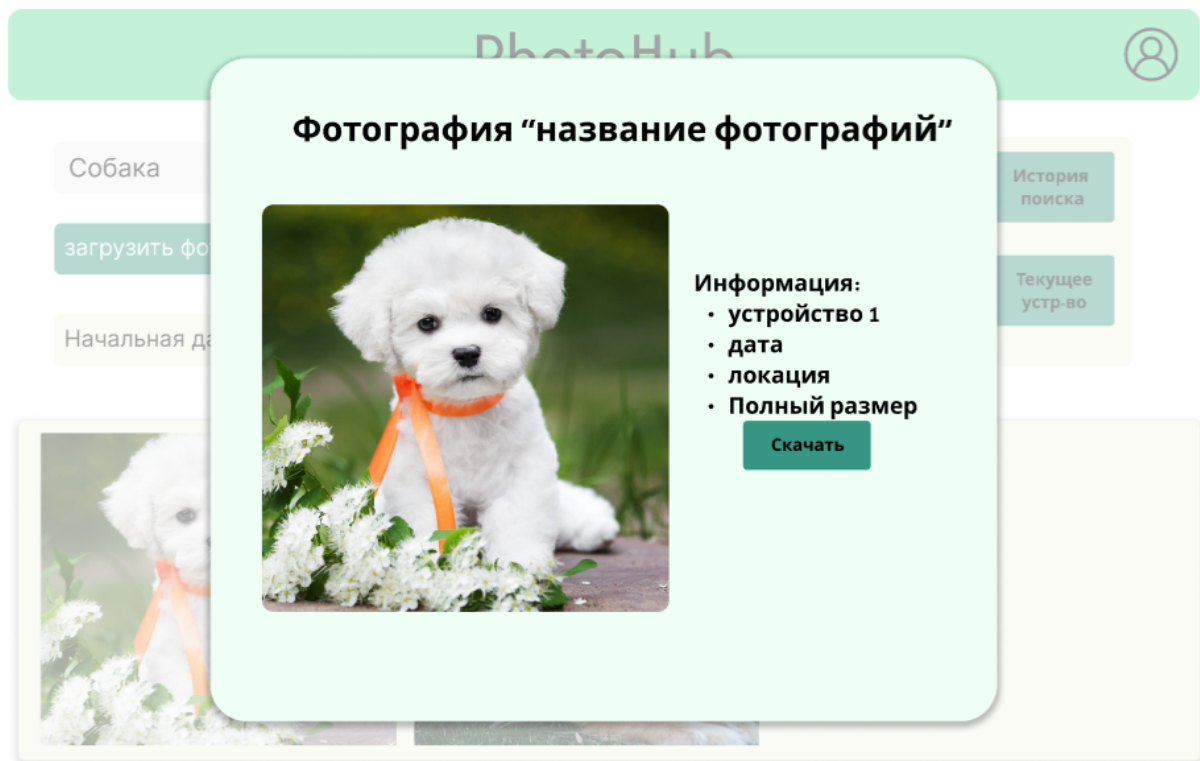 PhotoHub
Фотография "название фотографий"
Собака
История
поиска
загрузить фо
Информация:
• устройство 1
Текущее
устр-во
• дата
Начальная да
• локация
• Полный размер
Скачать